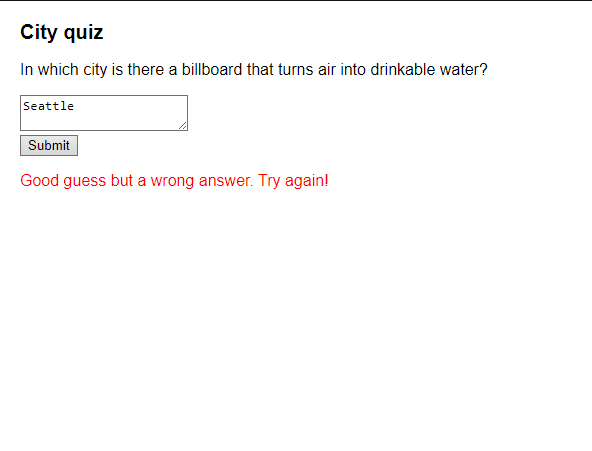 City quiz
In which city is there a billboard that turns air into drinkable water?
Seattle
Submit
Good guess but a wrong answer. Try again!